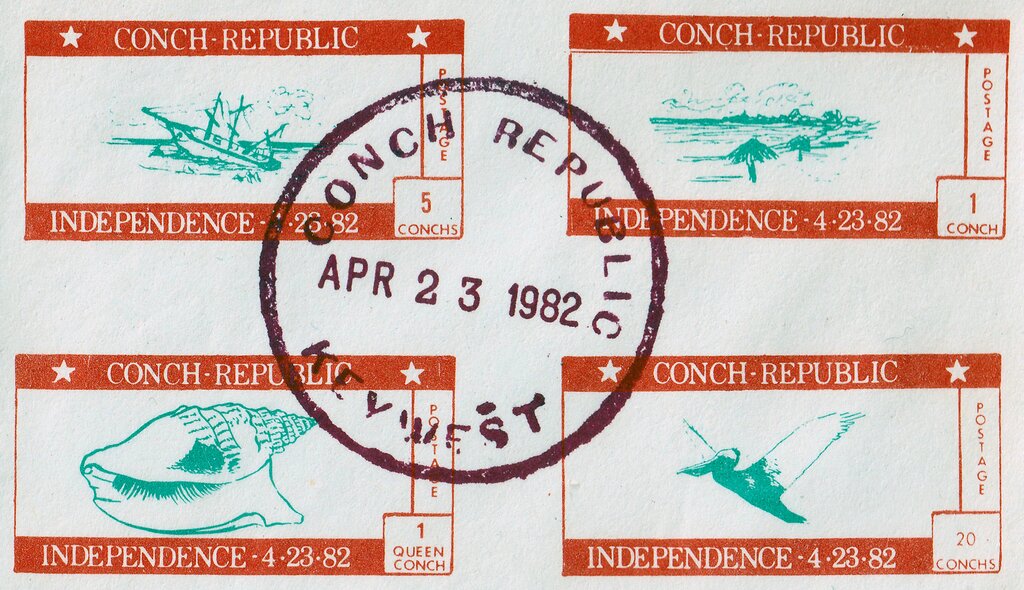 CONCH-REPUBLIC
POSTAGE
5
CONCHS
INDEPENDENCE - 4·23·82
CONCH-REPUBLIC
POSTAGE
1
CONCH
INDEPENDENCE - 4·23·82
CONCH REPUBLIC
APR 23 1982
KEY WEST
CONCH-REPUBLIC
POSTAGE
1
QUEEN
CONCH
INDEPENDENCE - 4·23·82
CONCH-REPUBLIC
POSTAGE
20
CONCHS
INDEPENDENCE - 4·23·82